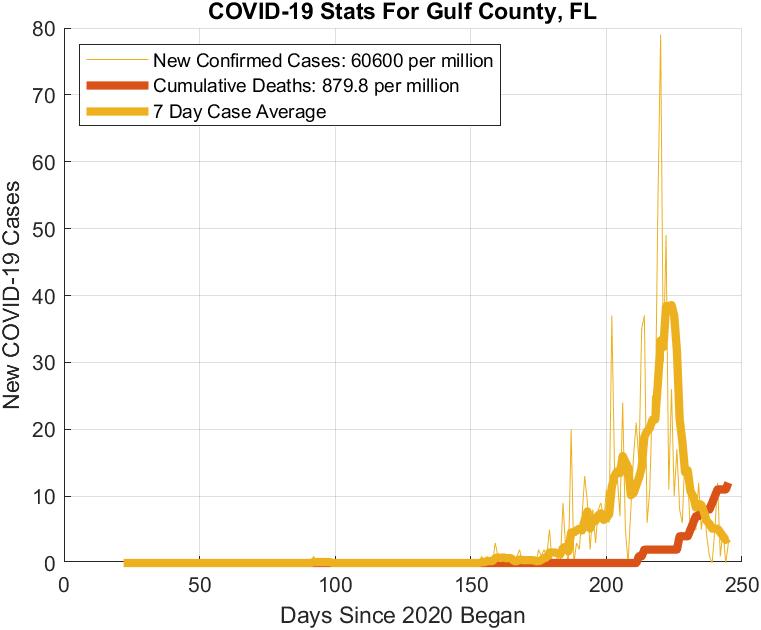 COVID-19 Stats For Gulf County, FL
New Confirmed Cases: 60600 per million
Cumulative Deaths: 879.8 per million
7 Day Case Average
New COVID-19 Cases
80
70
60
50
40
30
20
10
0
0 50 100 150 200 250
Days Since 2020 Began